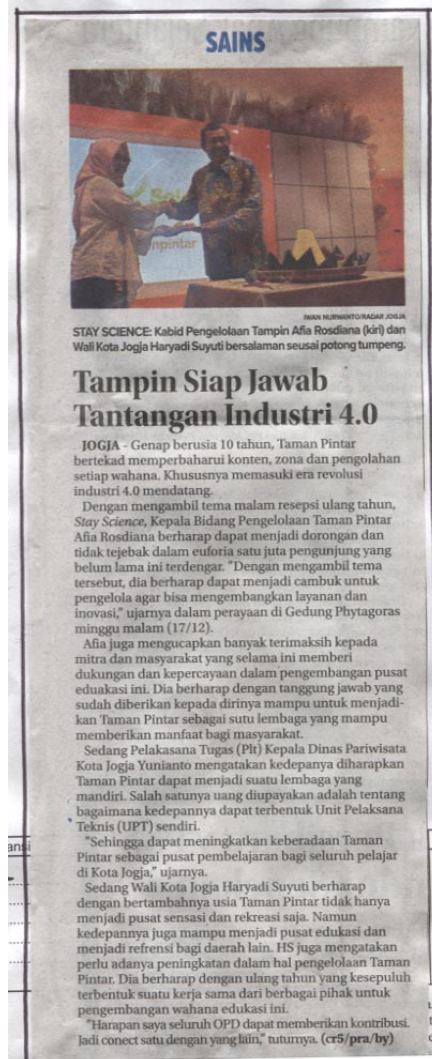 SAINS
npintar
IWAN NURWANTO/RADAR JOGJA
STAY SCIENCE: Kabid Pengelolaan Tampin Afia Rosdiana (kiri) dan
Wali Kota Jogja Haryadi Suyuti bersalaman seusai potong tumpeng.
Tampin Siap Jawab
Tantangan Industri 4.0
JOGJA - Genap berusia 10 tahun, Taman Pintar
bertekad memperbaharui konten, zona dan pengolahan
setiap wahana. Khususnya memasuki era revolusi
industri 4.0 mendatang.
Dengan mengambil tema malam resepsi ulang tahun,
Stay Science, Kepala Bidang Pengelolaan Taman Pintar
Afia Rosdiana berharap dapat menjadi dorongan dan
tidak tejebak dalam euforia satu juta pengunjung yang
belum lama ini terdengar. "Dengan mengambil tema
tersebut, dia berharap dapat menjadi cambuk untuk
pengelola agar bisa mengembangkan layanan dan
inovasi," ujarnya dalam perayaan di Gedung Phytagoras
minggu malam (17/12).
Afia juga mengucapkan banyak terimaksih kepada
mitra dan masyarakat yang selama ini memberi
dukungan dan kepercayaan dalam pengembangan pusat
eduakasi ini. Dia berharap dengan tanggung jawab yang
sudah diberikan kepada dirinya mampu untuk menjadi-
kan Taman Pintar sebagai sutu lembaga yang mampu
memberikan manfaat bagi masyarakat.
Sedang Pelakasana Tugas (Plt) Kepala Dinas Pariwisata
Kota Jogja Yunianto mengatakan kedepanya diharapkan
Taman Pintar dapat menjadi suatu lembaga yang
mandiri. Salah satunya uang diupayakan adalah tentang
bagaimana kedepannya dapat terbentuk Unit Pelaksana
Teknis (UPT) sendiri.
"Sehingga dapat meningkatkan keberadaan Taman
Pintar sebagai pusat pembelajaran bagi seluruh pelajar
di Kota Jogja," ujarnya.
Sedang Wali Kota Jogja Haryadi Suyuti berharap
dengan bertambahnya usia Taman Pintar tidak hanya
menjadi pusat sensasi dan rekreasi saja. Namun
kedepannya juga mampu menjadi pusat edukasi dan
menjadi refrensi bagi daerah lain. HS juga mengatakan
perlu adanya peningkatan dalam hal pengelolaan Taman
Pintar. Dia berharap dengan ulang tahun yang kesepuluh
terbentuk suatu kerja sama dari berbagai pihak untuk
pengembangan wahana edukasi ini.
"Harapan saya seluruh OPD dapat memberikan kontribusi.
Jadi conect satu dengan yang lain," tuturnya. (cr5/pra/by)